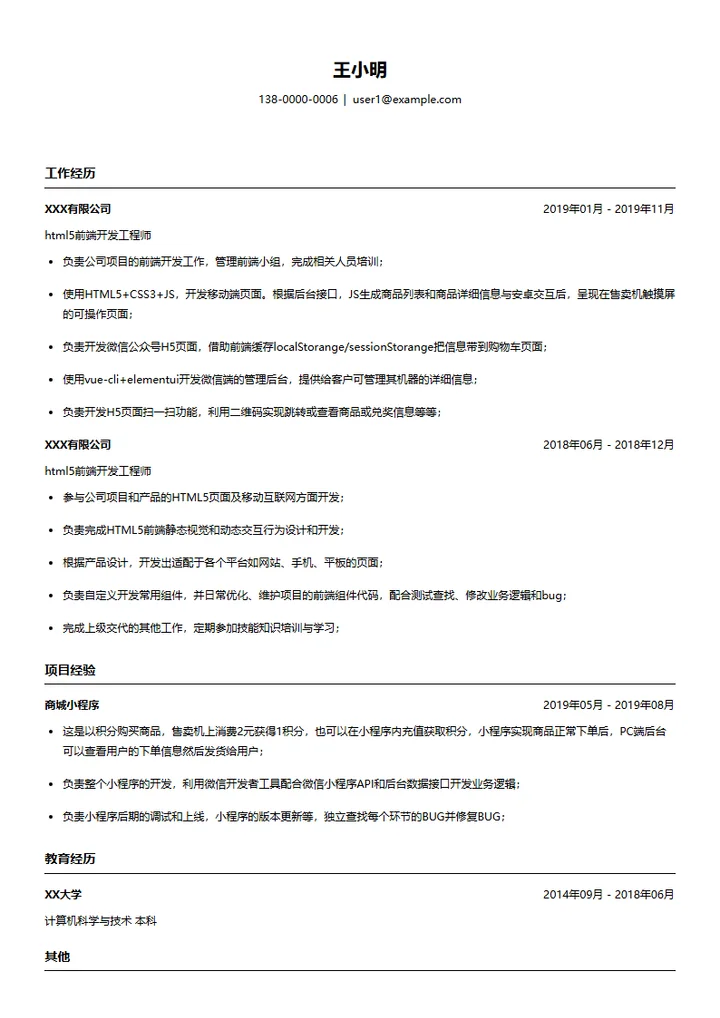 王小明
138-0000-0006 | user1@example.com
工作经历
XXX有限公司 2019年01月 - 2019年11月
html5前端开发工程师
• 负责公司项目的前端开发工作，管理前端小组，完成相关人员培训；
• 使用HTML5+CSS3+JS，开发移动端页面。根据后台接口，JS生成商品列表和商品详细信息与安卓交互后，呈现在售卖机触摸屏
的可操作页面；
• 负责开发微信公众号H5页面，借助前端缓存localStorange/sessionStorange把信息带到购物车页面；
• 使用vue-cli+elementui开发微信端的管理后台，提供给客户可管理其机器的详细信息；
• 负责开发H5页面扫一扫功能，利用二维码实现跳转或查看商品或兑奖信息等等；
XXX有限公司 2018年06月 - 2018年12月
html5前端开发工程师
• 参与公司项目和产品的HTML5页面及移动互联网方面开发；
• 负责完成HTML5前端静态视觉和动态交互行为设计和开发；
• 根据产品设计，开发出适配于各个平台如网站、手机、平板的页面；
• 负责自定义开发常用组件，并日常优化、维护项目的前端组件代码，配合测试查找、修改业务逻辑和bug；
• 完成上级交代的其他工作，定期参加技能知识培训与学习；
项目经验
商城小程序 2019年05月 - 2019年08月
• 这是以积分购买商品，售卖机上消费2元获得1积分，也可以在小程序内充值获取积分，小程序实现商品正常下单后，PC端后台
可以查看用户的下单信息然后发货给用户；
• 负责整个小程序的开发，利用微信开发者工具配合微信小程序API和后台数据接口开发业务逻辑；
• 负责小程序后期的调试和上线，小程序的版本更新等，独立查找每个环节的BUG并修复BUG；
教育经历
XX大学 2014年09月 - 2018年06月
计算机科学与技术 本科
其他